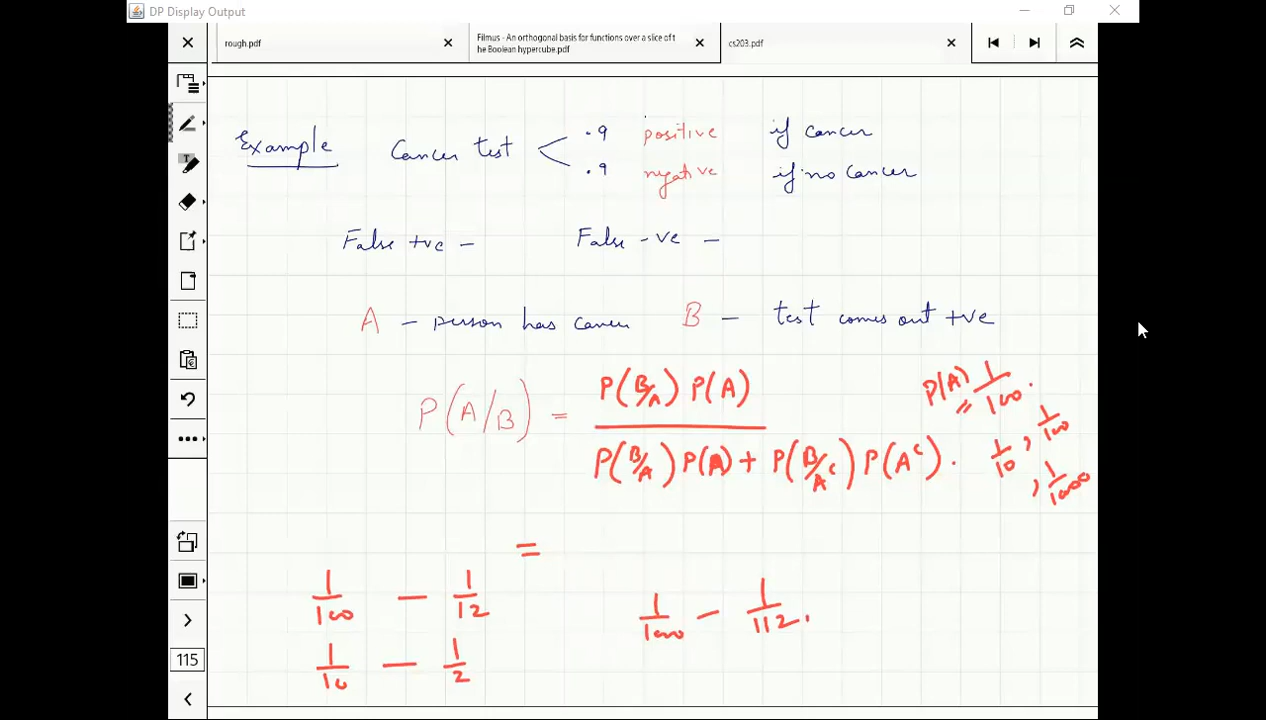 DP Display Output
rough.pdf
Filmus - An orthogonal basis for functions over a slice of t
he Boolean hypercube.pdf
cs203.pdf
Example Cancer test < .9 positive if cancer
.9 negative if no cancer
False +ve - False -ve -
A - person has cancer B - test comes out +ve
P(A/B) = P(B/A) P(A) / P(B/A) P(A) + P(B/Aᶜ) P(Aᶜ).
P(A) = 1/100.
1/10, 1/100, 1/1000
=
1/100 - 1/12
1/1000 - 1/112.
1/10 - 1/2
115